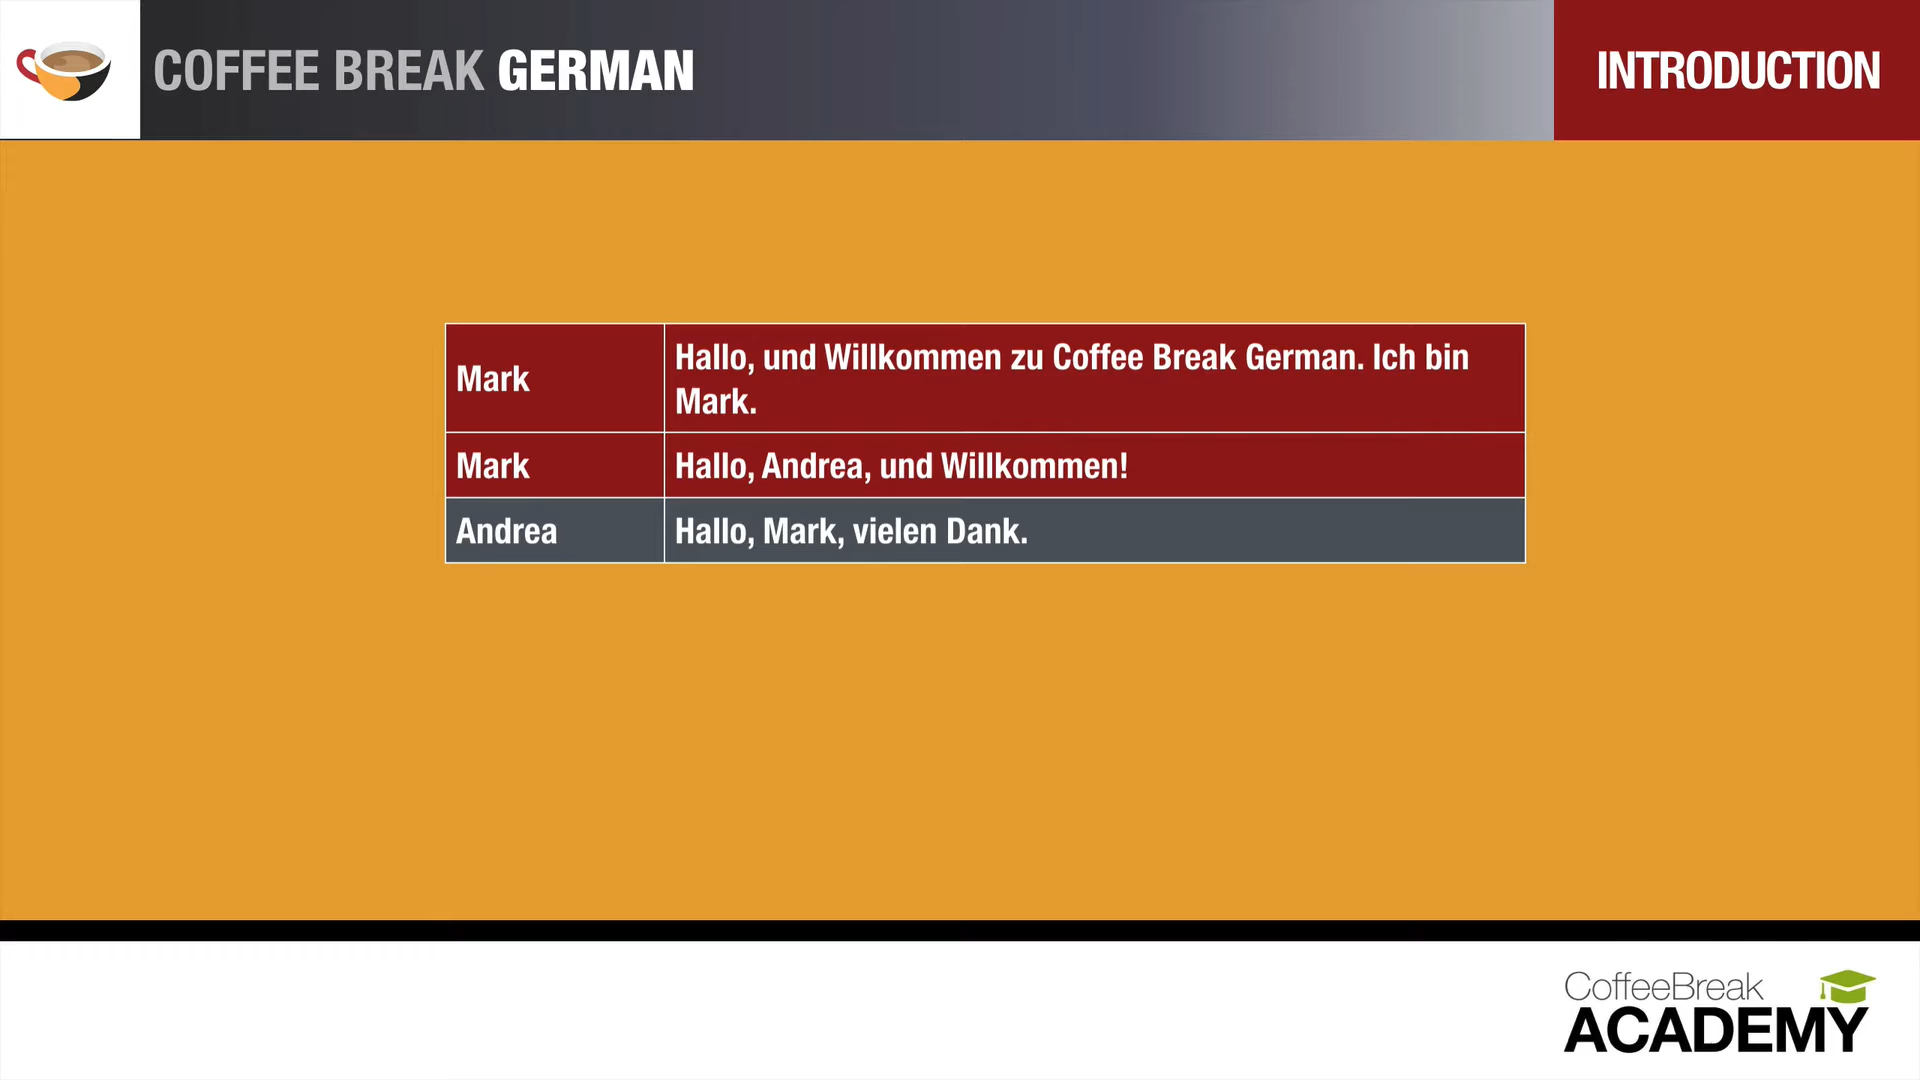 COFFEE BREAK GERMAN
INTRODUCTION
Mark
Hallo, und Willkommen zu Coffee Break German. Ich bin
Mark.
Mark
Hallo, Andrea, und Willkommen!
Andrea
Hallo, Mark, vielen Dank.
CoffeeBreak
ACADEMY